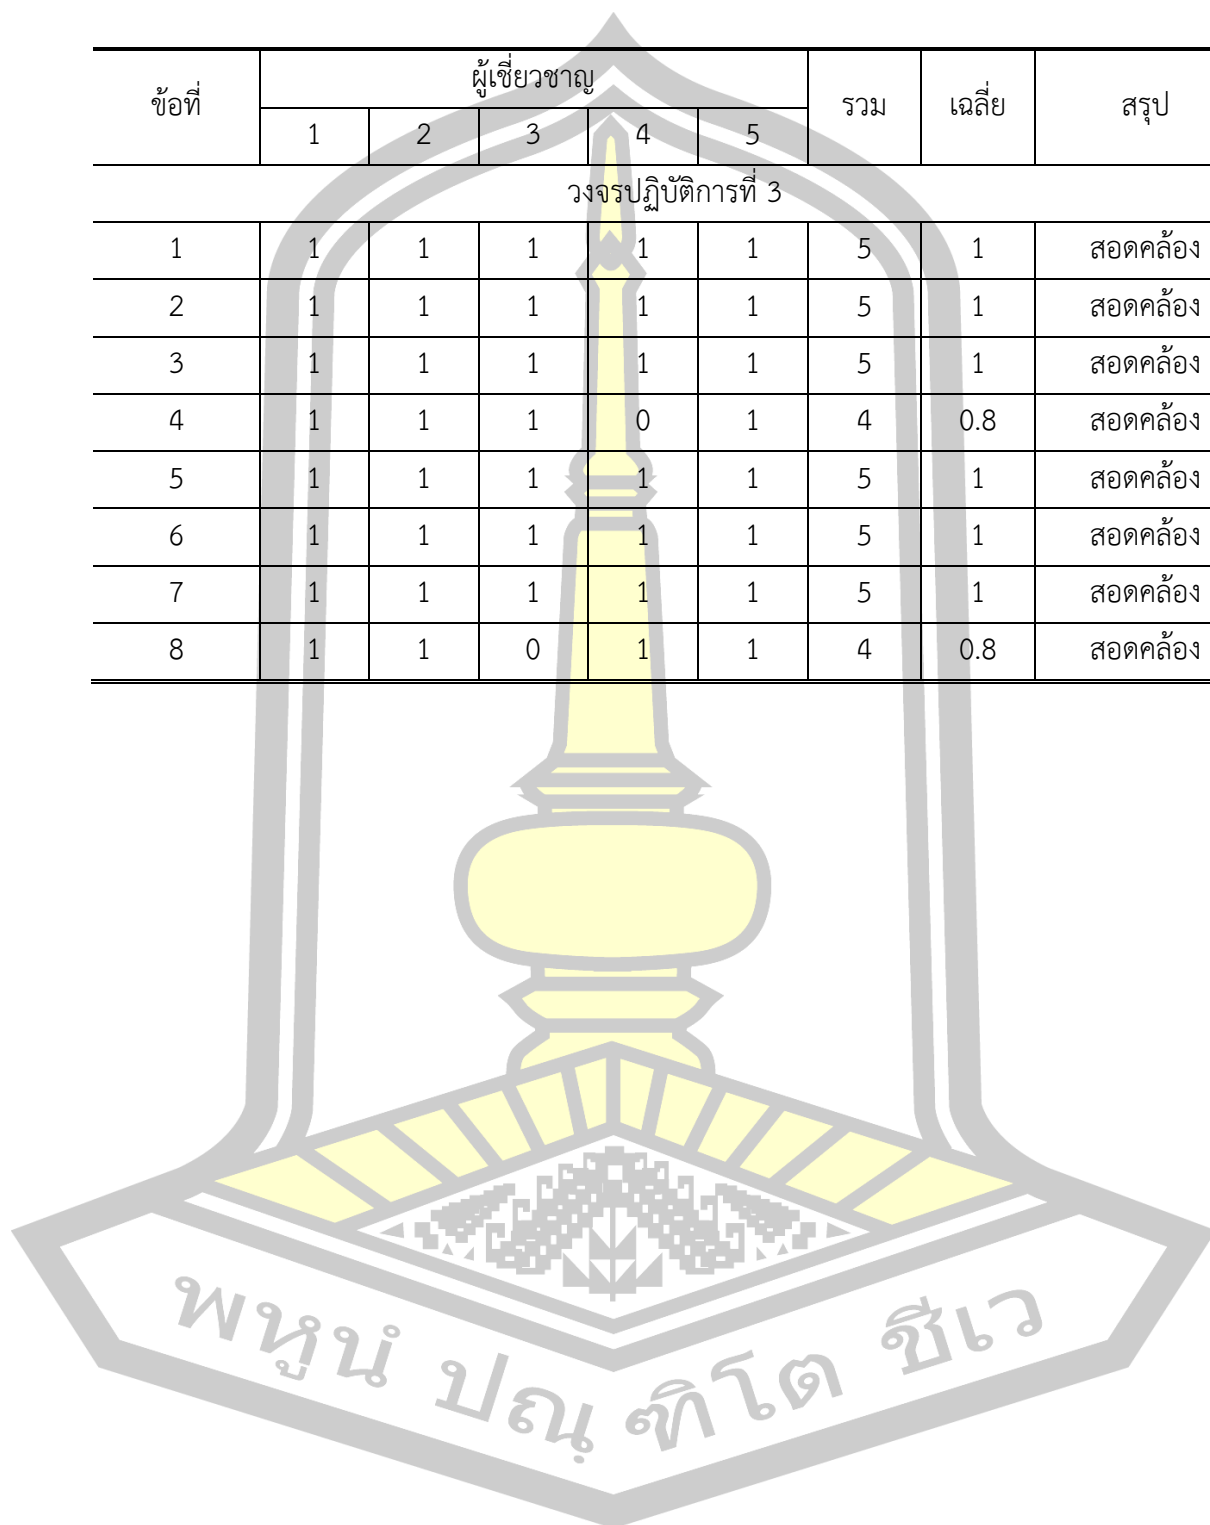 ข้อที่ ผู้เชี่ยวชาญ รวม เฉลี่ย สรุป
1 2 3 4 5
วงจรปฏิบัติการที่ 3
1 1 1 1 1 1 5 1 สอดคล้อง
2 1 1 1 1 1 5 1 สอดคล้อง
3 1 1 1 1 1 5 1 สอดคล้อง
4 1 1 1 0 1 4 0.8 สอดคล้อง
5 1 1 1 1 1 5 1 สอดคล้อง
6 1 1 1 1 1 5 1 สอดคล้อง
7 1 1 1 1 1 5 1 สอดคล้อง
8 1 1 0 1 1 4 0.8 สอดคล้อง
พหูนํ ปณฺฑิโต ชีเว